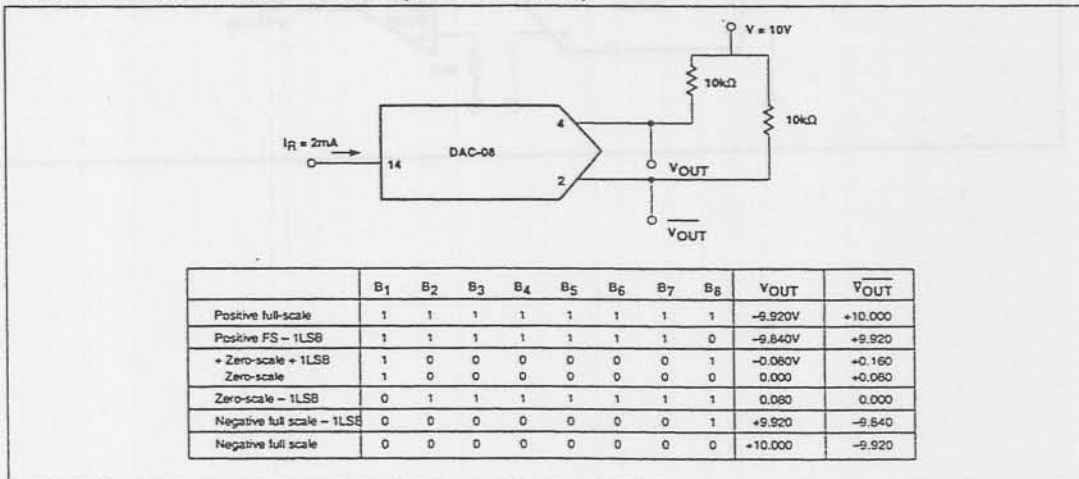 V = 10V
10kΩ
10kΩ
4
I_R = 2mA
14
DAC-08
V_OUT
2
V_OUT
B1 B2 B3 B4 B5 B6 B7 B8 VOUT V̅OUT
Positive full-scale 1 1 1 1 1 1 1 1 –9.920V +10.000
Positive FS – 1LSB 1 1 1 1 1 1 1 0 –9.840V +9.920
+ Zero-scale + 1LSB 1 0 0 0 0 0 0 1 –0.080V +0.160
Zero-scale 1 0 0 0 0 0 0 0 0.000 +0.080
Zero-scale – 1LSB 0 1 1 1 1 1 1 1 0.080 0.000
Negative full scale – 1LSB 0 0 0 0 0 0 0 1 +9.920 –9.840
Negative full scale 0 0 0 0 0 0 0 0 +10.000 –9.920